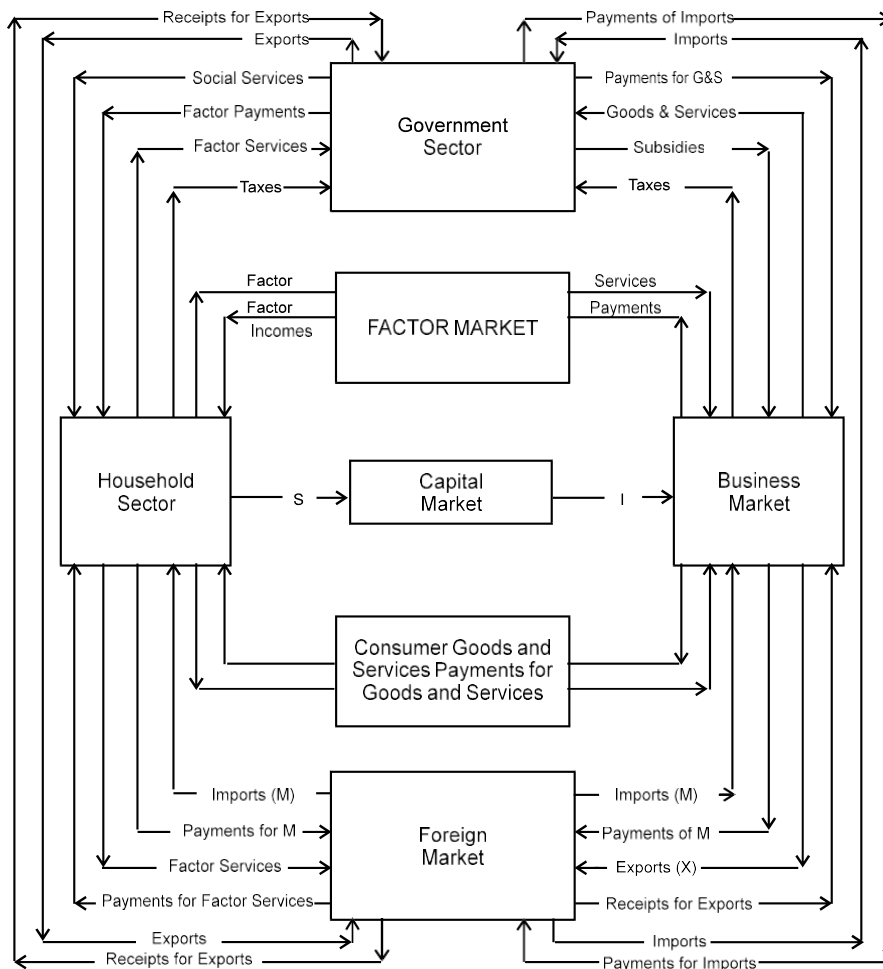 Receipts for Exports
Payments of Imports
Exports
Imports
Social Services
Payments for G&S
Factor Payments
Goods & Services
Government
Sector
Factor Services
Subsidies
Taxes
Taxes
Factor
Services
Factor
Payments
Incomes
FACTOR MARKET
Household
Sector
S
Capital
Market
I
Business
Market
Consumer Goods and
Services Payments for
Goods and Services
Imports (M)
Imports (M)
Payments for M
Foreign
Market
Payments of M
Factor Services
Exports (X)
Payments for Factor Services
Receipts for Exports
Exports
Imports
Receipts for Exports
Payments for Imports